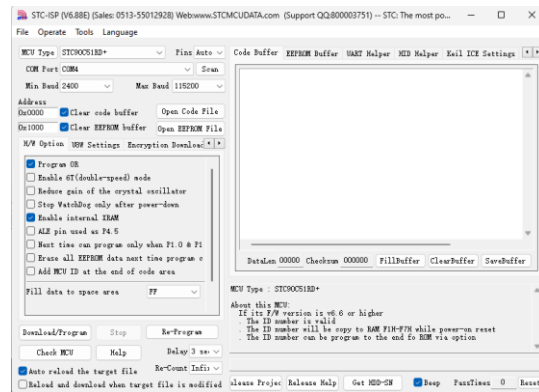 STC-ISP (V6.88E) (Sales: 0513-55012928) Web:www.STCMCUDATA.com (Support QQ:800003751) -- STC: The most po...
File Operate Tools Language
MCU Type STC90C51RD+ Pins Auto
COM Port COM4 Scan
Min Baud 2400 Max Baud 115200
Address
0x0000 Clear code buffer Open Code File
0x1000 Clear EEPROM buffer Open EEPROM File
H/W Option U8W Settings Encryption Download
Program OK
Enable 6T(double-speed) mode
Reduce gain of the crystal oscillator
Stop WatchDog only after power-down
Enable internal XRAM
ALE pin used as P4.5
Next time can program only when P1.0 & P1
Erase all EEPROM data next time program c
Add MCU ID at the end of code area
Fill data to space area FF
Download/Program Stop Re-Program
Check MCU Help Delay 3 se
Auto reload the target file Re-Count Infi
Reload and download when target file is modified
Code Buffer EEPROM Buffer UART Helper HID Helper Keil ICE Settings
DataLen 00000 Checksum 000000 FillBuffer ClearBuffer SaveBuffer
MCU Type : STC90C51RD+
About this MCU:
If its F/W version is v6.6 or higher
. The ID number is valid
. The ID number will be copy to RAM F1H-F7H while power-on reset
. The ID number can be program to the end fo ROM via option
elease Projec Release Help Get HDD-SN Beep PassTimes 0 Reset